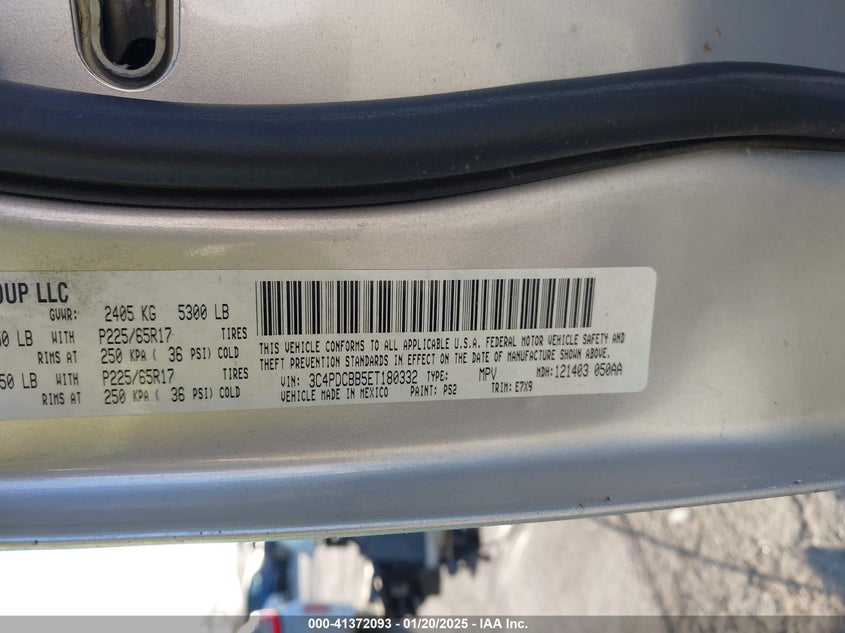 OUP LLC
GVWR: 2405 KG 5300 LB
50 LB WITH P225/65R17 TIRES
RIMS AT 250 KPA ( 36 PSI) COLD
50 LB WITH P225/65R17 TIRES
RIMS AT 250 KPA ( 36 PSI) COLD
THIS VEHICLE CONFORMS TO ALL APPLICABLE U.S.A. FEDERAL MOTOR VEHICLE SAFETY AND
THEFT PREVENTION STANDARDS IN EFFECT ON THE DATE OF MANUFACTURE SHOWN ABOVE.
VIN: 3C4PDCBB5ET180332 TYPE: MPV MDH: 121403 050AA
VEHICLE MADE IN MEXICO PAINT: PS2 TRIM: E7X9
000-41372093 - 01/20/2025 - IAA Inc.